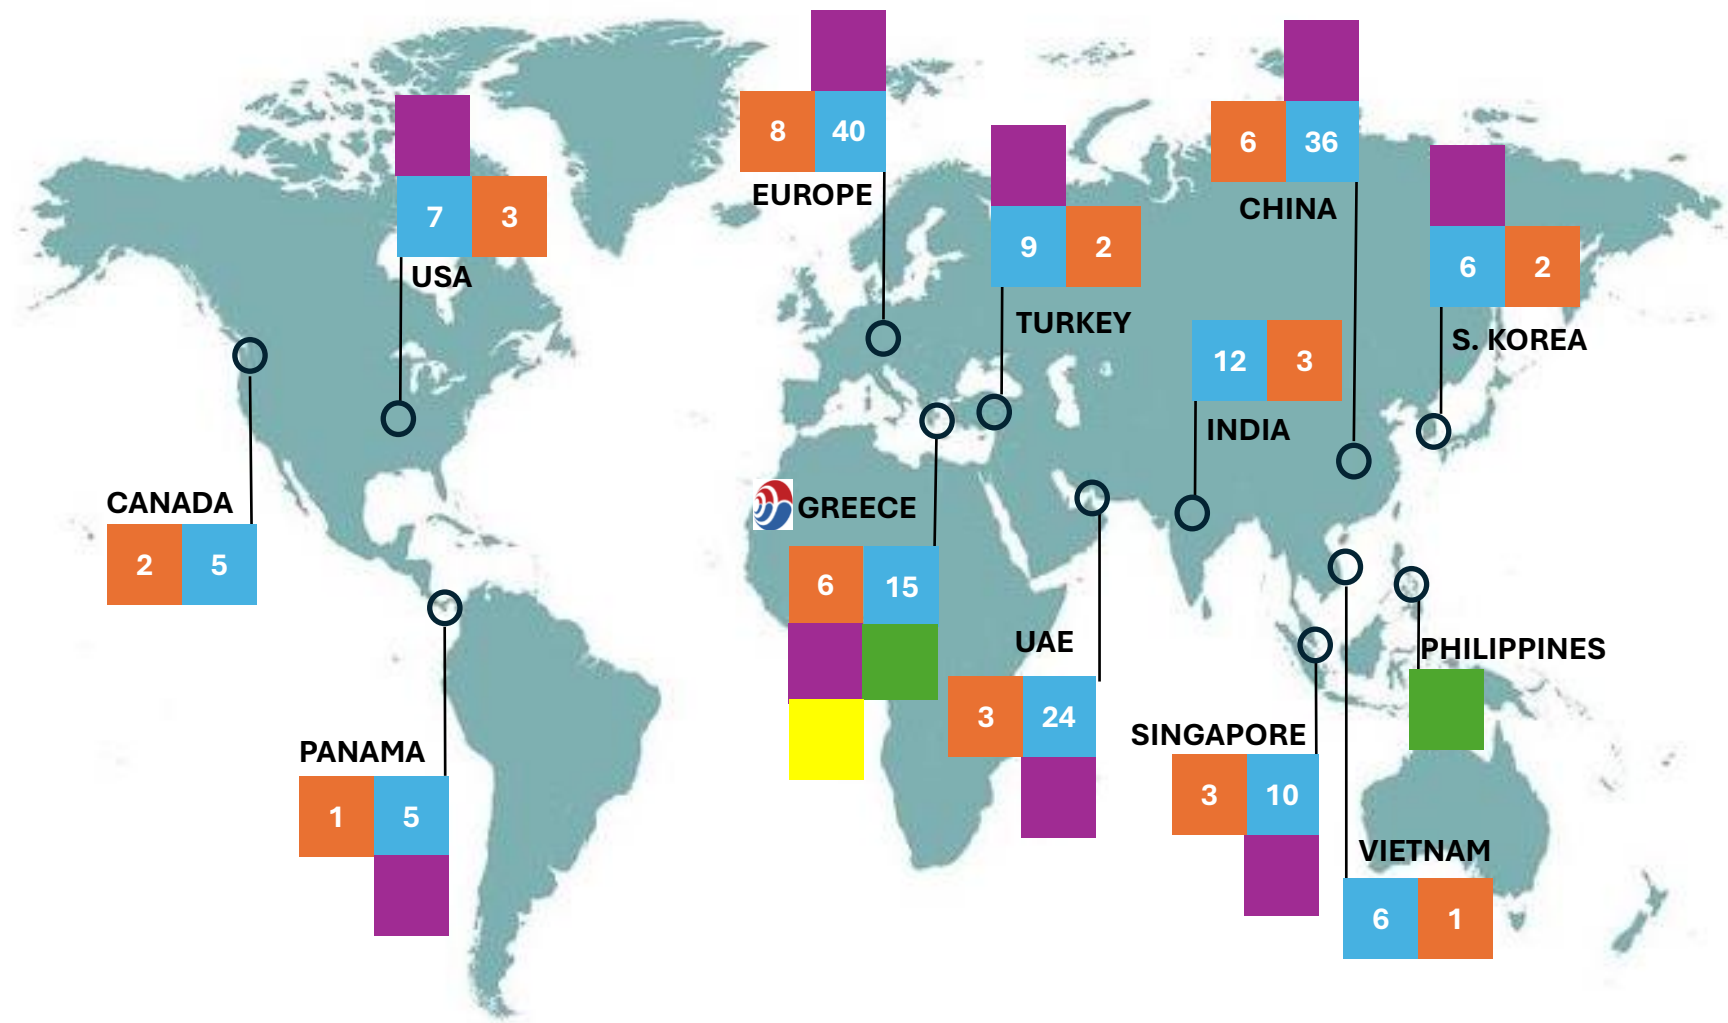 8 40
EUROPE
6 36
CHINA
7 3
USA
9 2
TURKEY
6 2
S. KOREA
12 3
INDIA
CANADA
2 5
GREECE
6 15
UAE
3 24
PHILIPPINES
SINGAPORE
3 10
PANAMA
1 5
VIETNAM
6 1